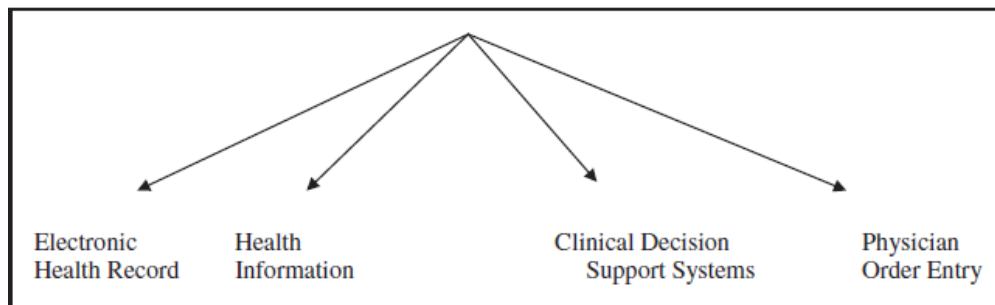 Electronic
Health Record
Health
Information
Clinical Decision
Support Systems
Physician
Order Entry